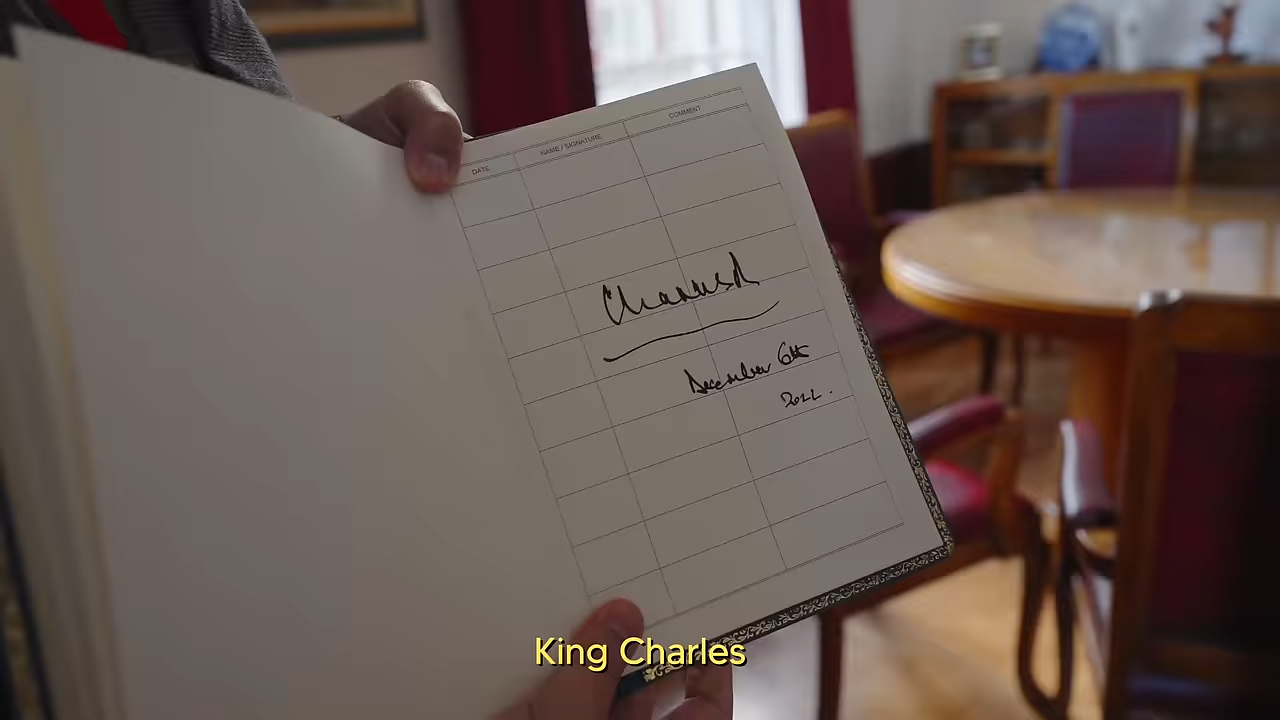 DATE NAME / SIGNATURE COMMENT
Charles R
December 6th
2022.
King Charles